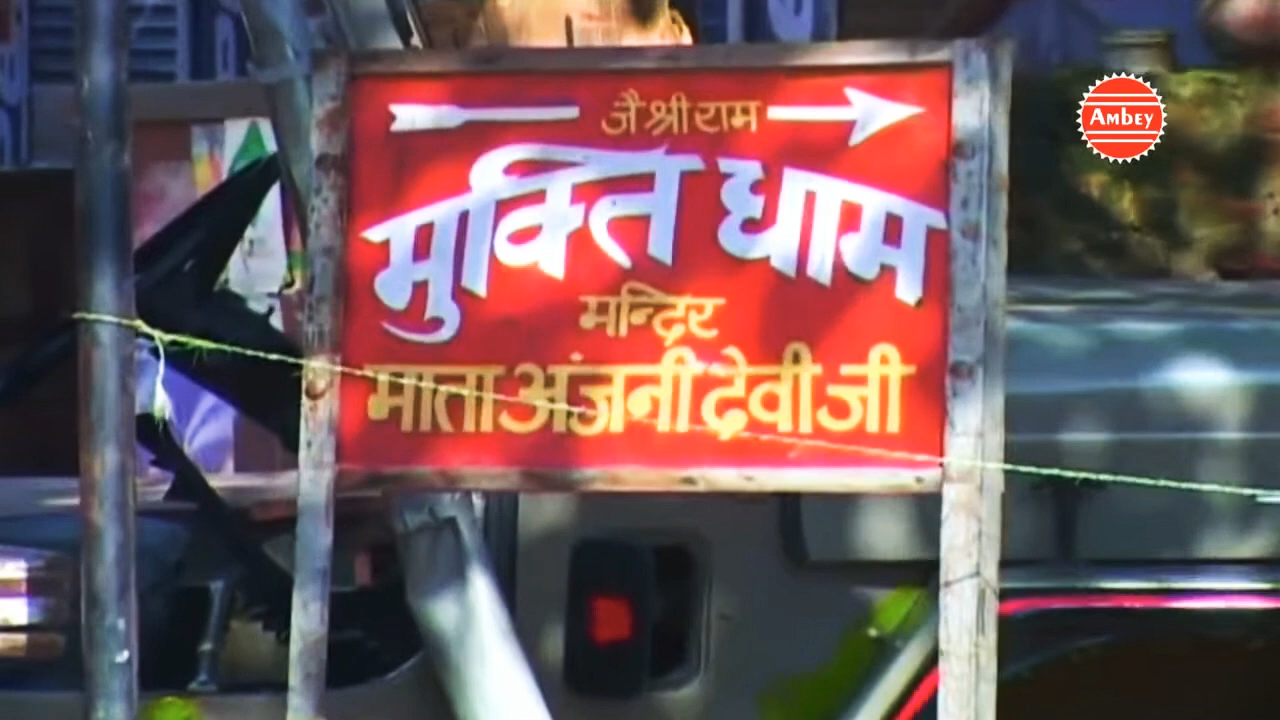 जै श्री राम
AMBEY
मुक्ति धाम
मन्दिर
माता अंजनी देवी जी